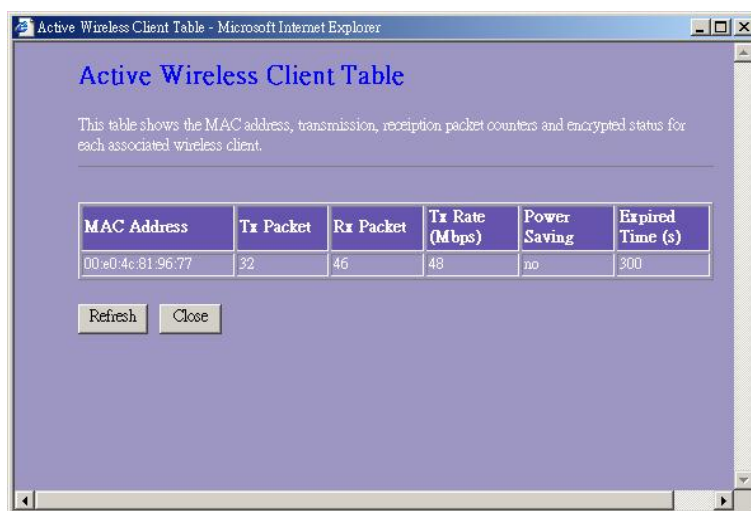 Active Wireless Client Table - Microsoft Internet Explorer
Active Wireless Client Table
This table shows the MAC address, transmission, receiption packet counters and encrypted status for
each associated wireless client.
MAC Address Tx Packet Rx Packet Tx Rate (Mbps) Power Saving Expired Time (s)
00:e0:4c:81:96:77 32 46 48 no 300
Refresh Close